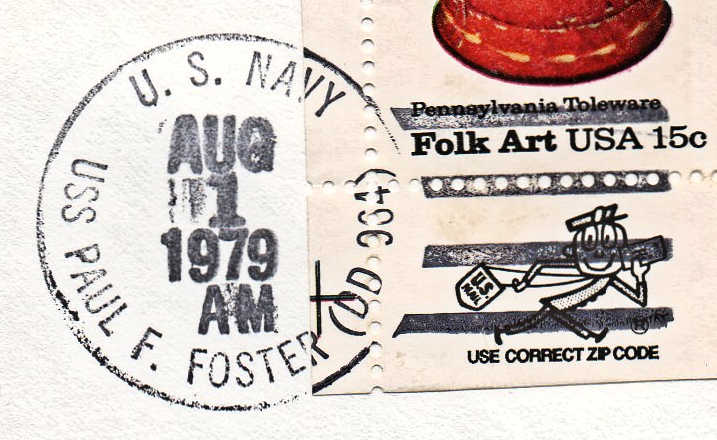 U. S. NAVY
AUG
1
1979
AM
USS PAUL F. FOSTER (DD 964)
Pennsylvania Toleware
Folk Art USA 15c
U.S. MAIL
®
USE CORRECT ZIP CODE